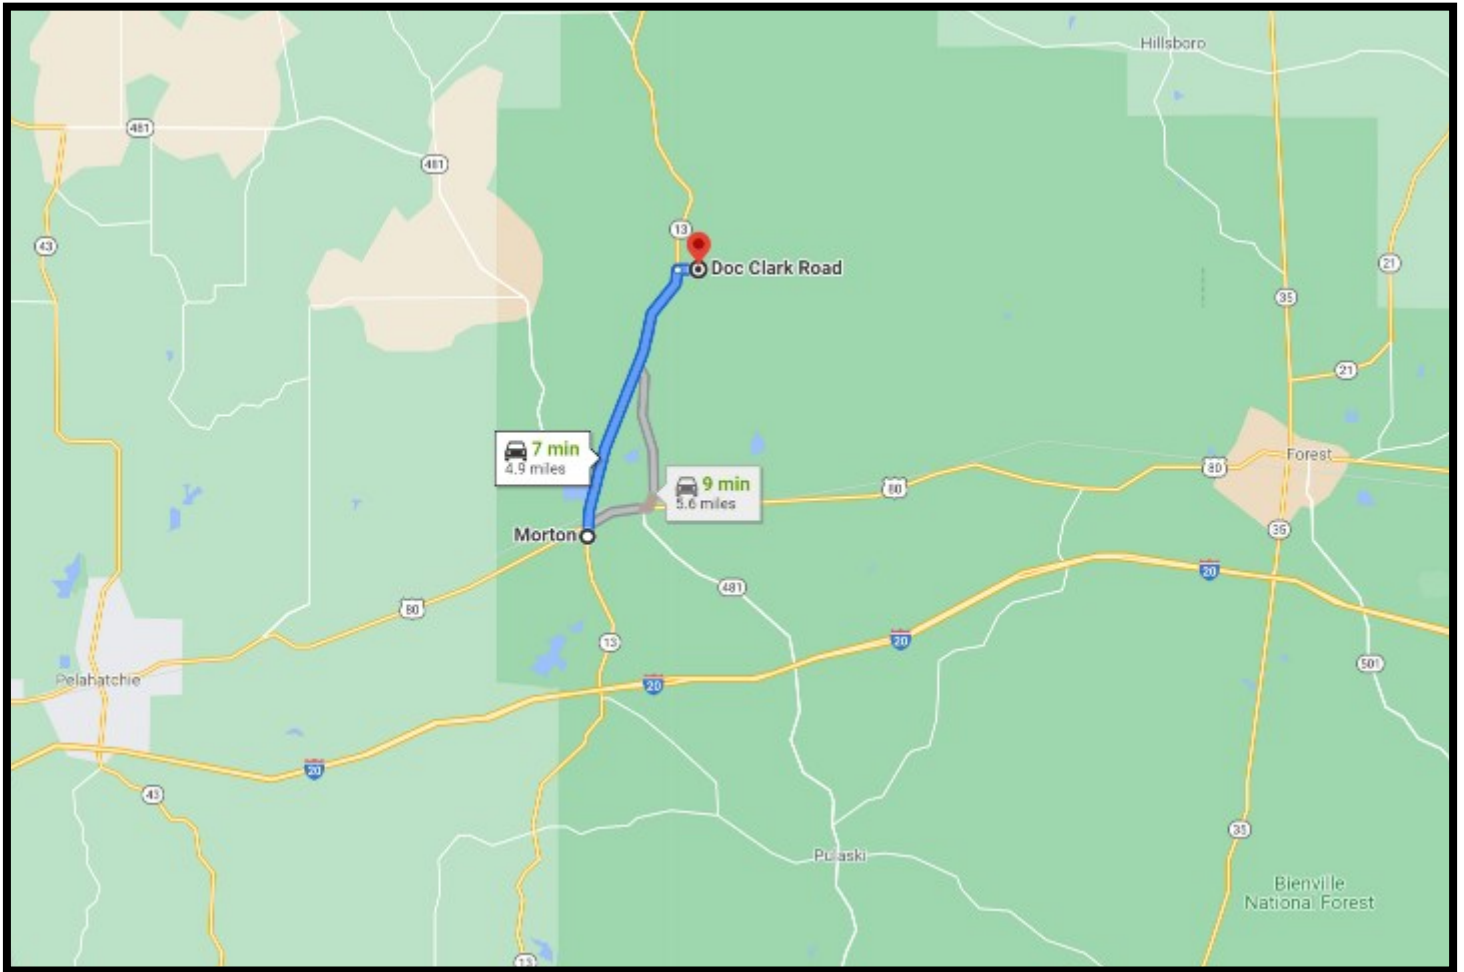 Hillsboro
481
481
43
13
Doc Clark Road
21
35
21
7 min
4.9 miles
9 min
5.6 miles
Forest
80
80
35
Morton
481
20
80
13
20
20
501
Pelahatchie
20
43
35
Pulaski
Bienville
National Forest
13